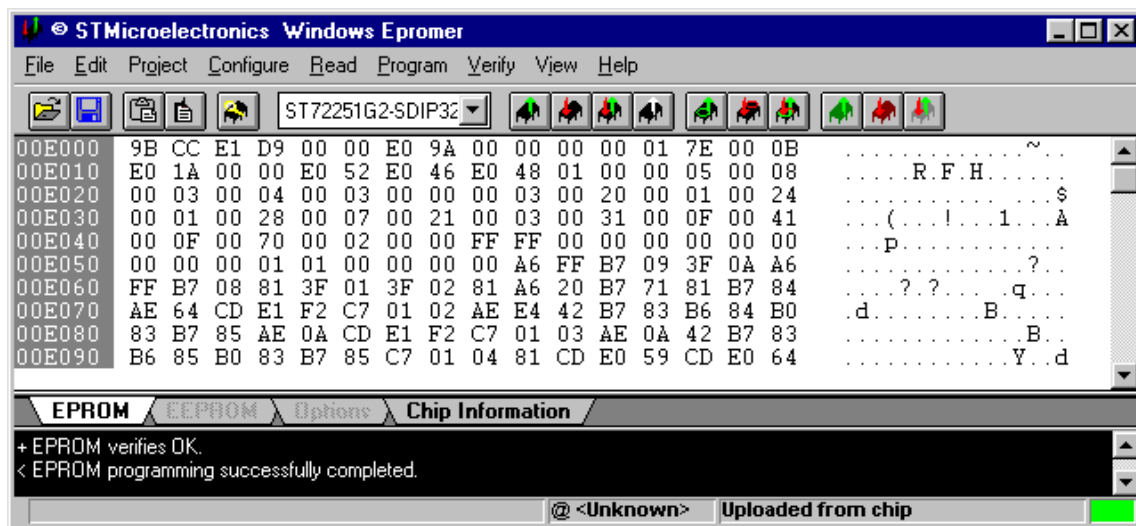 © STMicroelectronics Windows Epromer
File Edit Project Configure Read Program Verify View Help
ST72251G2-SDIP32
00E000 9B CC E1 D9 00 00 E0 9A 00 00 00 00 01 7E 00 0B .............~..
00E010 E0 1A 00 00 E0 52 E0 46 E0 48 01 00 00 05 00 08 .....R.F.H......
00E020 00 03 00 04 00 03 00 00 00 03 00 20 00 01 00 24 ........... ...$
00E030 00 01 00 28 00 07 00 21 00 03 00 31 00 0F 00 41 ...(...!...1...A
00E040 00 0F 00 70 00 02 00 00 FF FF 00 00 00 00 00 00 ...p............
00E050 00 00 00 01 01 00 00 00 00 A6 FF B7 09 3F 0A A6 .............?..
00E060 FF B7 08 81 3F 01 3F 02 81 A6 20 B7 71 81 B7 84 ....?.?... .q...
00E070 AE 64 CD E1 F2 C7 01 02 AE E4 42 B7 83 B6 84 B0 .d........B.....
00E080 83 B7 85 AE 0A CD E1 F2 C7 01 03 AE 0A 42 B7 83 .............B..
00E090 B6 85 B0 83 B7 85 C7 01 04 81 CD E0 59 CD E0 64 ............Y..d
EPROM EEPROM Options Chip Information
+ EPROM verifies OK.
< EPROM programming successfully completed.
@ <Unknown> Uploaded from chip